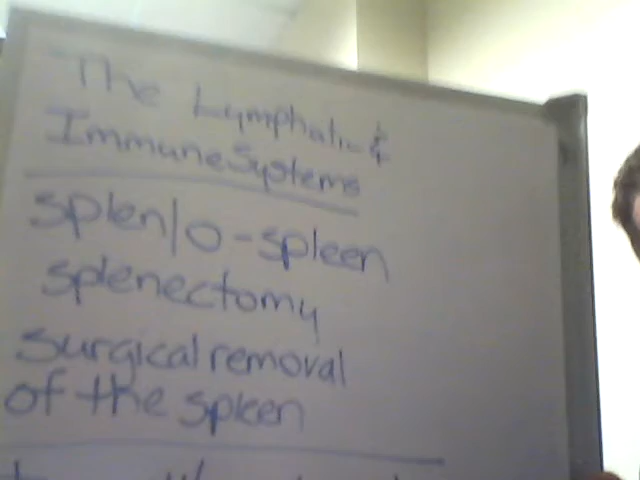 The Lymphatic &
Immune Systems
splen/o - spleen
splenectomy
surgical removal
of the spleen